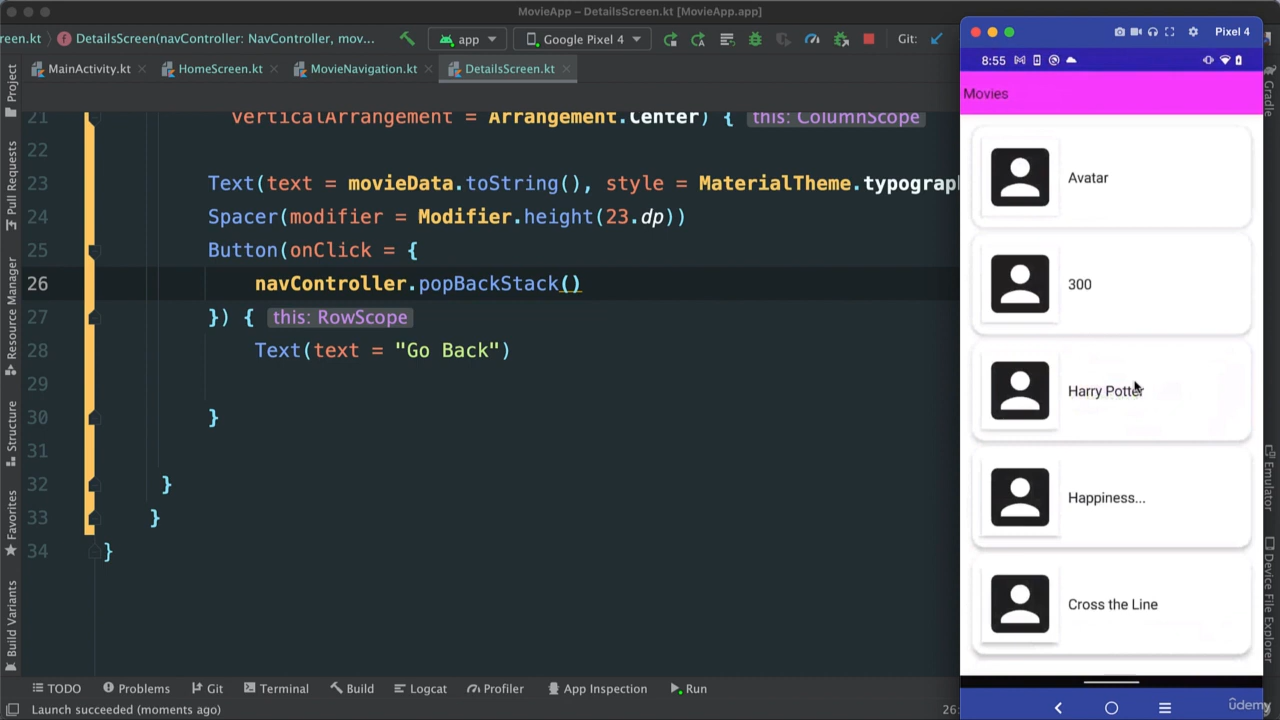 MovieApp – DetailsScreen.kt [MovieApp.app]
reen.kt
DetailsScreen(navController: NavController, mov...
app
Google Pixel 4
Git:
MainActivity.kt
HomeScreen.kt
MovieNavigation.kt
DetailsScreen.kt
21 verticalArrangement = Arrangement.Center) { this: ColumnScope
22
23 Text(text = movieData.toString(), style = MaterialTheme.typograp
24 Spacer(modifier = Modifier.height(23.dp))
25 Button(onClick = {
26 navController.popBackStack()
27 }) { this: RowScope
28 Text(text = "Go Back")
29
30 }
31
32 }
33 }
34 }
Project
Pull Requests
Resource Manager
Structure
Favorites
Build Variants
TODO
Problems
Git
Terminal
Build
Logcat
Profiler
App Inspection
Run
Launch succeeded (moments ago)
26:
Pixel 4
8:55
Movies
Avatar
300
Harry Potter
Happiness...
Cross the Line
Gradle
Emulator
Device File Explorer
ûdemy